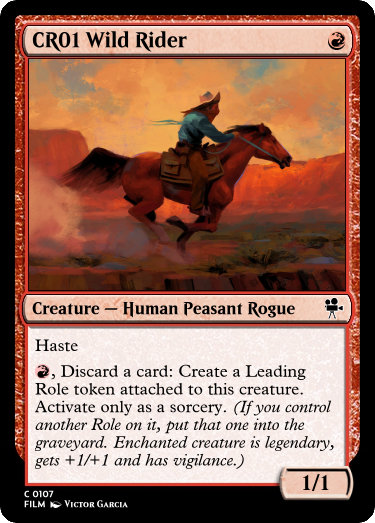 CR01 Wild Rider
Creature — Human Peasant Rogue
Haste
, Discard a card: Create a Leading
Role token attached to this creature.
Activate only as a sorcery. (If you control
another Role on it, put that one into the
graveyard. Enchanted creature is legendary,
gets +1/+1 and has vigilance.)
1/1
C 0107
FILM VICTOR GARCIA